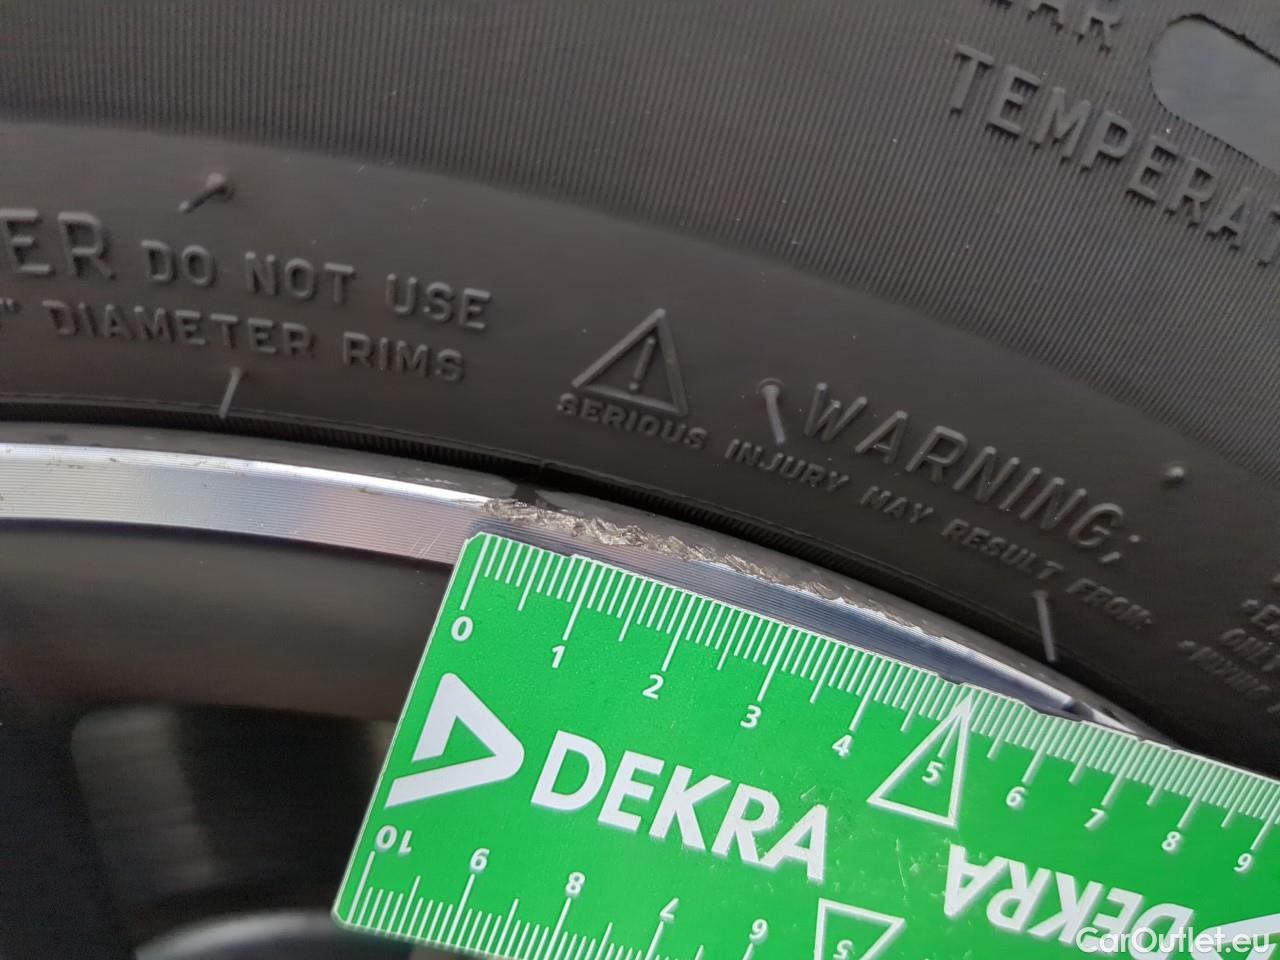 TEMPERAT
ER DO NOT USE
" DIAMETER RIMS
! WARNING;
SERIOUS INJURY MAY RESULT FROM:
0 1 2 3 4 5 6 7 8 9
DEKRA
DEKRA
10 9 8 7 6 5
CarOutlet.eu